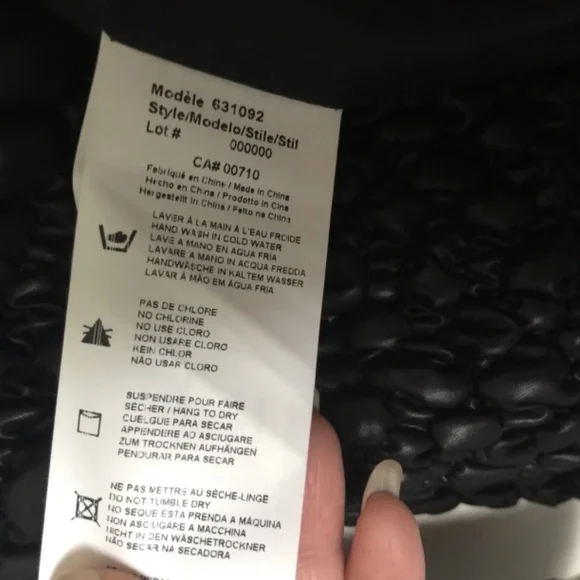 Modèle 631092
Style/Modelo/Stile/Stil
Lot # 000000
CA# 00710
Fabriqué en Chine / Made in China
Hecho en China / Prodotto in Cina
Hergestellt in China / Feito na China
LAVER À LA MAIN À L'EAU FROIDE
HAND WASH IN COLD WATER
LAVE A MANO EN AGUA FRIA
LAVARE A MANO IN ACQUA FREDDA
HANDWÄSCHE IN KALTEM WASSER
LAVAR À MÃO EM ÁGUA FRIA
PAS DE CHLORE
NO CHLORINE
NO USE CLORO
NON USARE CLORO
KEIN CHLOR
NÃO USAR CLORO
SUSPENDRE POUR FAIRE
SÉCHER / HANG TO DRY
CUELGUE PARA SECAR
APPENDERE AD ASCIUGARE
ZUM TROCKNEN AUFHÄNGEN
PENDURAR PARA SECAR
NE PAS METTRE AU SÈCHE-LINGE
DO NOT TUMBLE DRY
NO SEQUE ESTA PRENDA A MÁQUINA
NON ASCIUGARE A MACCHINA
NICHT IN DEN WÄSCHETROCKNER
NÃO SECAR NA SECADORA